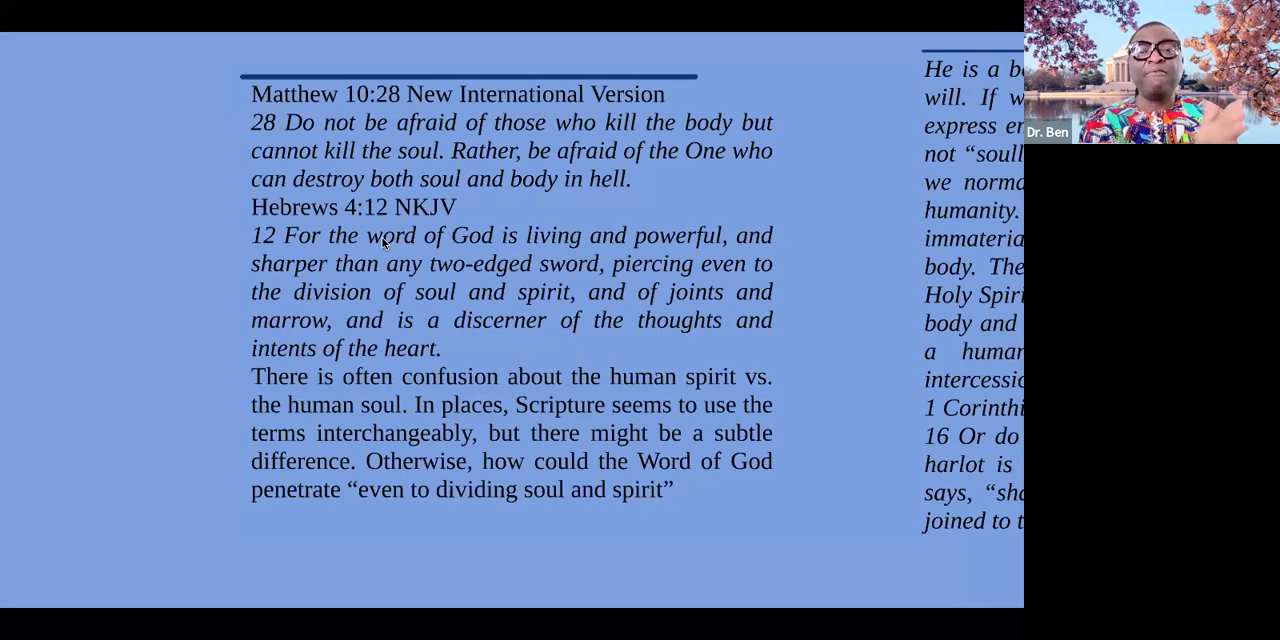 Matthew 10:28 New International Version
28 Do not be afraid of those who kill the body but
cannot kill the soul. Rather, be afraid of the One who
can destroy both soul and body in hell.
Hebrews 4:12 NKJV
12 For the word of God is living and powerful, and
sharper than any two-edged sword, piercing even to
the division of soul and spirit, and of joints and
marrow, and is a discerner of the thoughts and
intents of the heart.
There is often confusion about the human spirit vs.
the human soul. In places, Scripture seems to use the
terms interchangeably, but there might be a subtle
difference. Otherwise, how could the Word of God
penetrate “even to dividing soul and spirit”
He is a
will. If
express
not
we
humanity.
body. The
Holy
body and
a
1
16 Or do
harlot is
says,
joined to
Dr. Ben